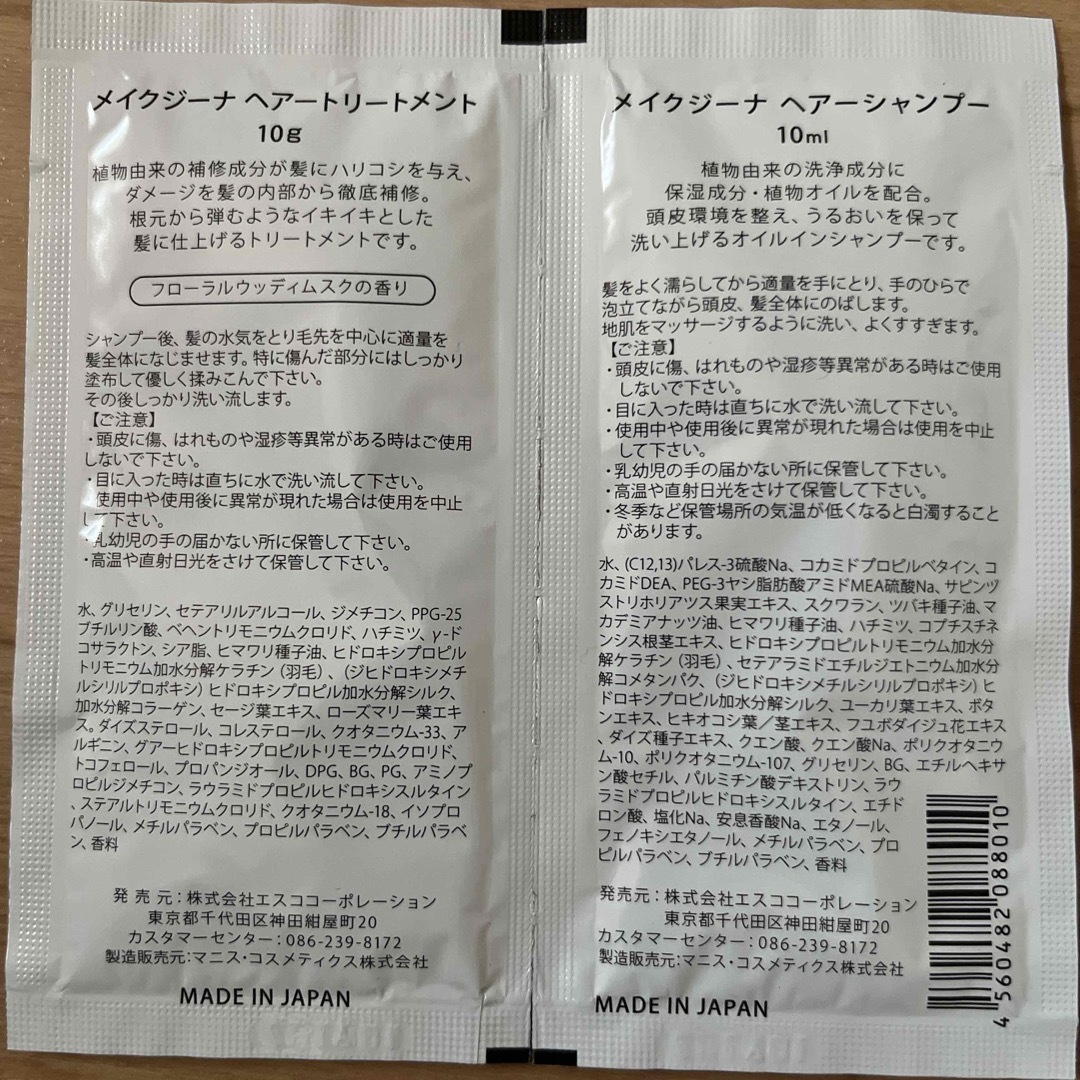 メイクジーナ ヘアートリートメント
10g
植物由来の補修成分が髪にハリコシを与え、
ダメージを髪の内部から徹底補修。
根元から弾むようなイキイキとした
髪に仕上げるトリートメントです。
フローラルウッディムスクの香り
シャンプー後、髪の水気をとり毛先を中心に適量を
髪全体になじませます。特に傷んだ部分にはしっかり
塗布して優しく揉みこんで下さい。
その後しっかり洗い流します。
【ご注意】
・頭皮に傷、はれものや湿疹等異常がある時はご使用
しないで下さい。
・目に入った時は直ちに水で洗い流して下さい。
使用中や使用後に異常が現れた場合は使用を中止
して下さい。
・乳幼児の手の届かない所に保管して下さい。
・高温や直射日光をさけて保管して下さい。
水、グリセリン、セテアリルアルコール、ジメチコン、PPG-25
ブチルリン酸、ベヘントリモニウムクロリド、ハチミツ、γ-ド
コサラクトン、シア脂、ヒマワリ種子油、ヒドロキシプロピル
トリモニウム加水分解ケラチン（羽毛）、（ジヒドロキシメチ
ルシリルプロポキシ）ヒドロキシプロピル加水分解シルク、
加水分解コラーゲン、セージ葉エキス、ローズマリー葉エキ
ス。ダイズステロール、コレステロール、クオタニウム-33、ア
ルギニン、グアーヒドロキシプロピルトリモニウムクロリド、
トコフェロール、プロパンジオール、DPG、BG、PG、アミノプ
ロピルジメチコン、ラウラミドプロピルヒドロキシスルタイン
、ステアルトリモニウムクロリド、クオタニウム-18、イソプロ
パノール、メチルパラベン、プロピルパラベン、ブチルパラベ
ン、香料
発 売 元：株式会社エスココーポレーション
東京都千代田区神田紺屋町20
カスタマーセンター：086-239-8172
製造販売元：マニス・コスメティクス株式会社
MADE IN JAPAN
メイクジーナ ヘアーシャンプー
10ml
植物由来の洗浄成分に
保湿成分・植物オイルを配合。
頭皮環境を整え、うるおいを保って
洗い上げるオイルインシャンプーです。
髪をよく濡らしてから適量を手にとり、手のひらで
泡立てながら頭皮、髪全体にのばします。
地肌をマッサージするように洗い、よくすすぎます。
【ご注意】
・頭皮に傷、はれものや湿疹等異常がある時はご使用
しないで下さい。
・目に入った時は直ちに水で洗い流して下さい。
・使用中や使用後に異常が現れた場合は使用を中止
して下さい。
・乳幼児の手の届かない所に保管して下さい。
・高温や直射日光をさけて保管して下さい。
・冬季など保管場所の気温が低くなると白濁すること
があります。
水、(C12,13)パレス-3硫酸Na、コカミドプロピルベタイン、コ
カミドDEA、PEG-3ヤシ脂肪酸アミドMEA硫酸Na、サピンヅ
ストリホリアツス果実エキス、スクワラン、ツバキ種子油、マ
カデミアナッツ油、ヒマワリ種子油、ハチミツ、コプチスチネ
ンシス根茎エキス、ヒドロキシプロピルトリモニウム加水分
解ケラチン（羽毛）、セテアラミドエチルジエトニウム加水分
解コメタンパク、（ジヒドロキシメチルシリルプロポキシ）ヒ
ドロキシプロピル加水分解シルク、ユーカリ葉エキス、ボタ
ンエキス、ヒキオコシ葉／茎エキス、フユボダイジュ花エキス
、ダイズ種子エキス、クエン酸、クエン酸Na、ポリクオタニウ
ム-10、ポリクオタニウム-107、グリセリン、BG、エチルヘキサ
ン酸セチル、パルミチン酸デキストリン、ラウ
ラミドプロピルヒドロキシスルタイン、エチド
ロン酸、塩化Na、安息香酸Na、エタノール、
フェノキシエタノール、メチルパラベン、プロ
ピルパラベン、ブチルパラベン、香料
発売元：株式会社エスココーポレーション
東京都千代田区神田紺屋町20
カスタマーセンター：086-239-8172
製造販売元：マニス・コスメティクス株式会社
MADE IN JAPAN
4 560482 088010